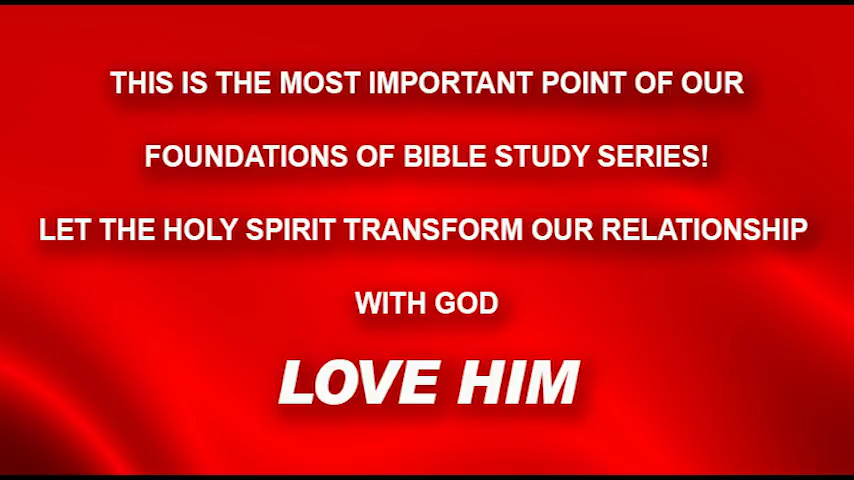 THIS IS THE MOST IMPORTANT POINT OF OUR
FOUNDATIONS OF BIBLE STUDY SERIES!
LET THE HOLY SPIRIT TRANSFORM OUR RELATIONSHIP
WITH GOD
LOVE HIM